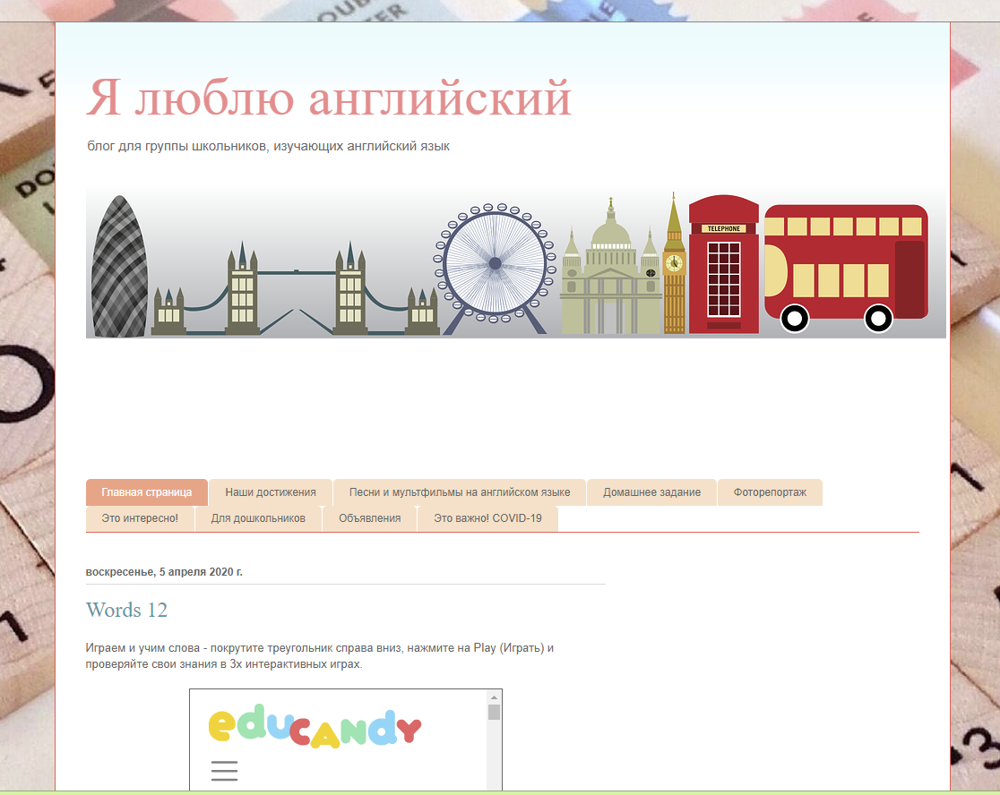 DOUBLE
Я люблю английский
блог для группы школьников, изучающих английский язык
TELEPHONE
Главная страница
Наши достижения
Песни и мультфильмы на английском языке
Домашнее задание
Фоторепортаж
Это интересно!
Для дошкольников
Объявления
Это важно! COVID-19
воскресенье, 5 апреля 2020 г.
Words 12
Играем и учим слова - покрутите треугольник справа вниз, нажмите на Play (Играть) и
проверяйте свои знания в 3х интерактивных играх.
eduCANDY